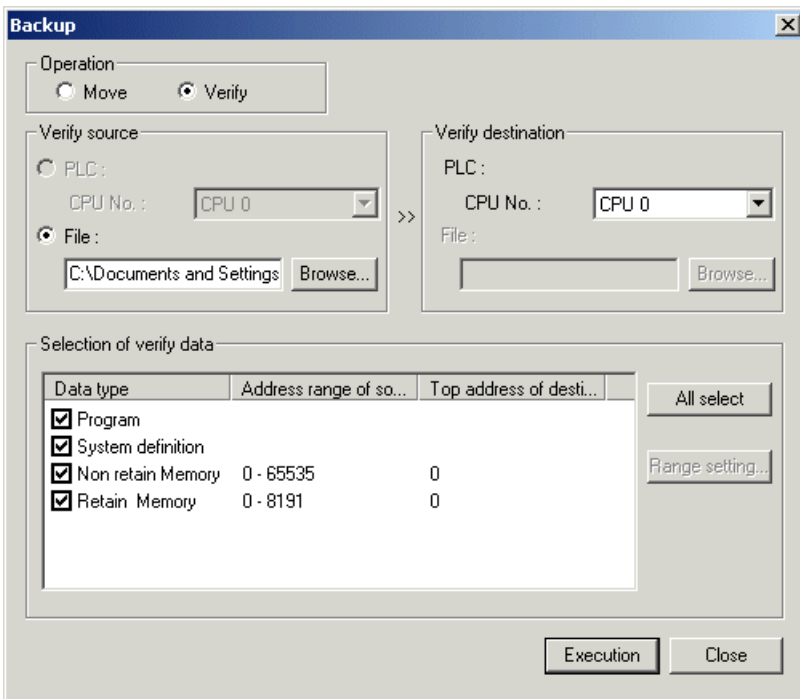 Backup
Operation
Move Verify
Verify source
PLC :
CPU No. : CPU 0
File :
C:\Documents and Settings Browse...
>>
Verify destination
PLC :
CPU No. : CPU 0
File :
Browse...
Selection of verify data
Data type Address range of so... Top address of desti...
Program
System definition
Non retain Memory 0 - 65535 0
Retain Memory 0 - 8191 0
All select
Range setting...
Execution Close